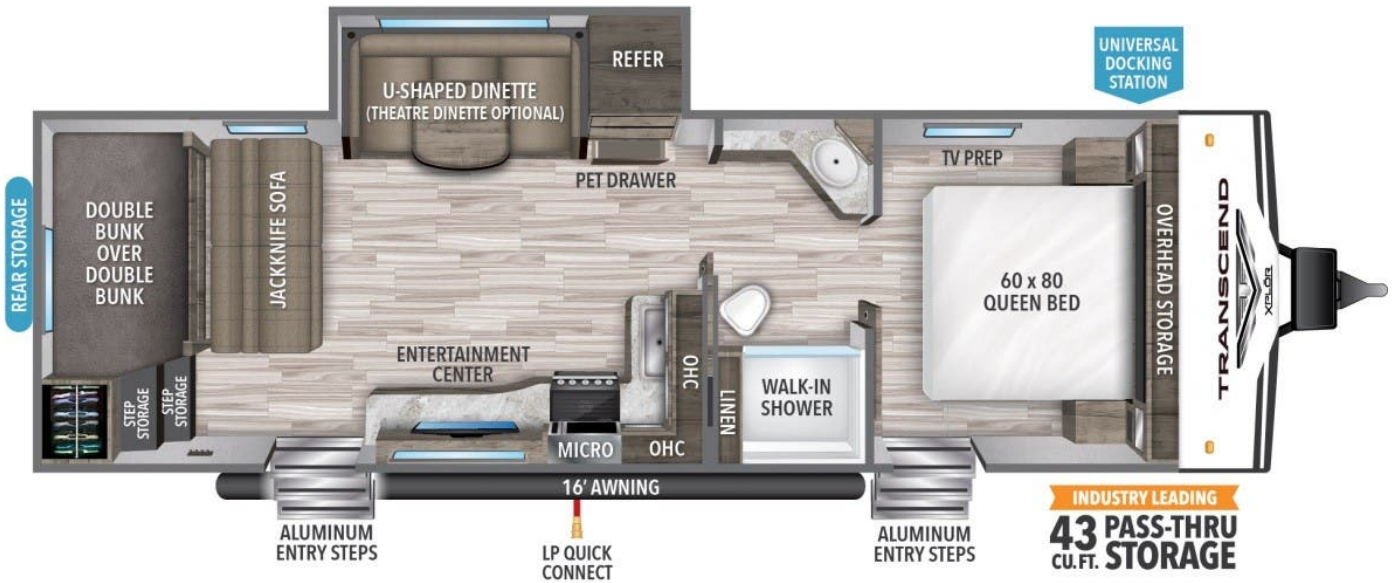 UNIVERSAL
DOCKING
STATION
REFER
U-SHAPED DINETTE
(THEATRE DINETTE OPTIONAL)
PET DRAWER
TV PREP
REAR STORAGE
DOUBLE
BUNK
OVER
DOUBLE
BUNK
JACKKNIFE SOFA
60 x 80
QUEEN BED
OVERHEAD STORAGE
TRANSCEND
XPLOR
ENTERTAINMENT
CENTER
STEP
STORAGE
STEP
STORAGE
OHC
LINEN
WALK-IN
SHOWER
MICRO
OHC
16' AWNING
ALUMINUM
ENTRY STEPS
LP QUICK
CONNECT
ALUMINUM
ENTRY STEPS
INDUSTRY LEADING
43 CU.FT. PASS-THRU
STORAGE